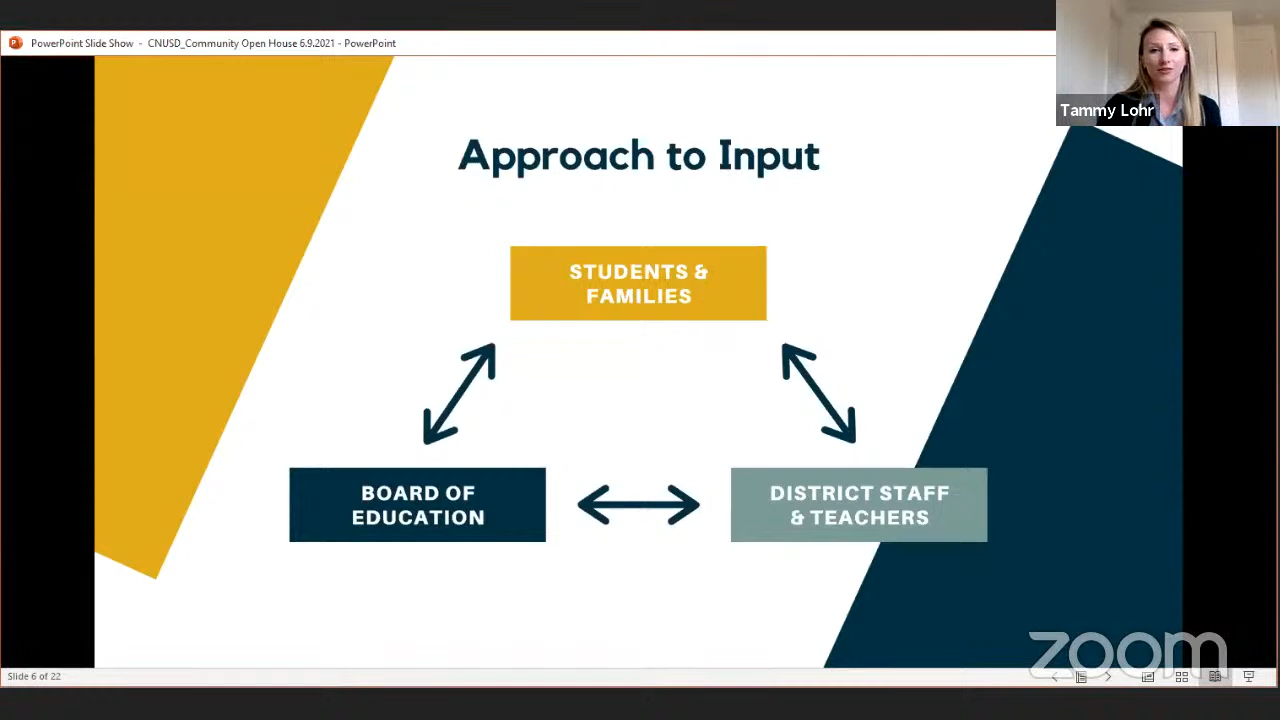 PowerPoint Slide Show - CNUSD_Community Open House 6.9.2021 - PowerPoint
Tammy Lohr
Approach to Input
STUDENTS &
FAMILIES
BOARD OF
EDUCATION
DISTRICT STAFF
& TEACHERS
zoom
Slide 6 of 22